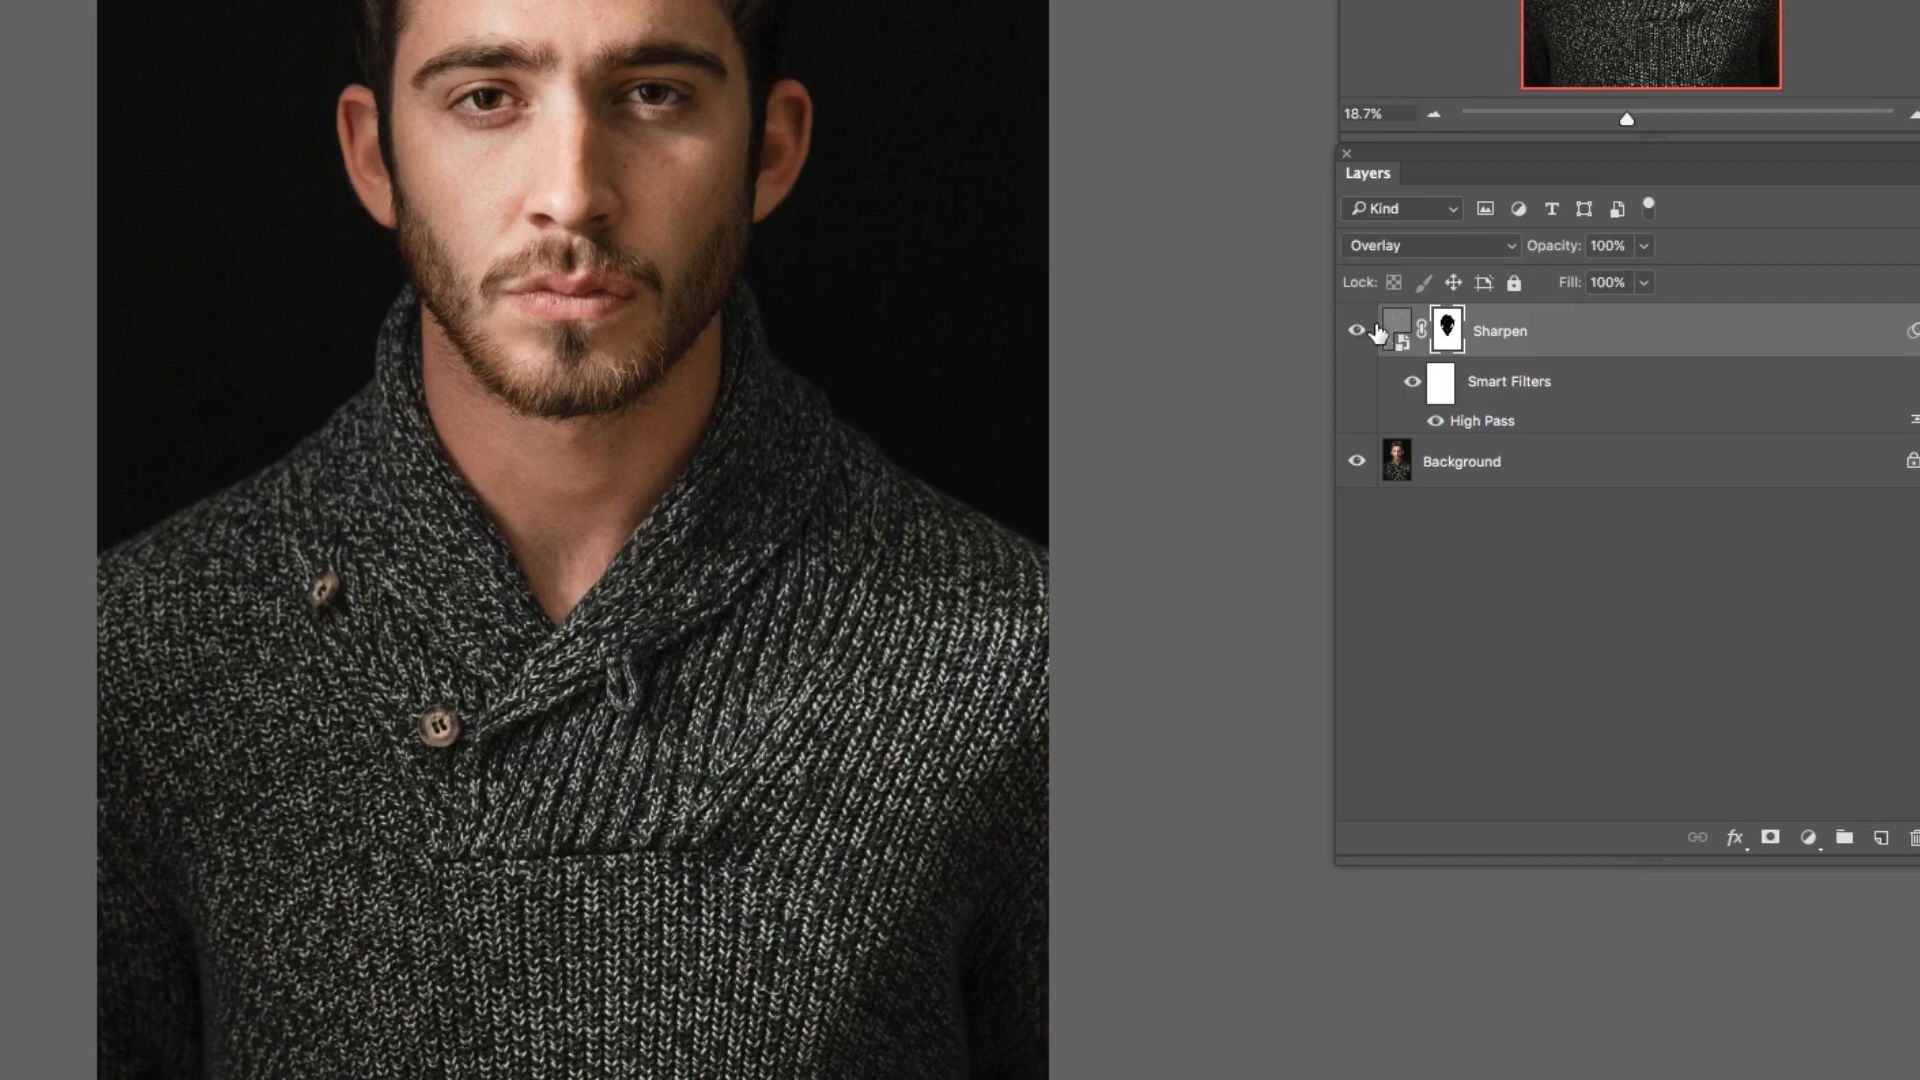 18.7%
Layers
Kind
Overlay Opacity: 100%
Lock: Fill: 100%
Sharpen
Smart Filters
High Pass
Background
fx